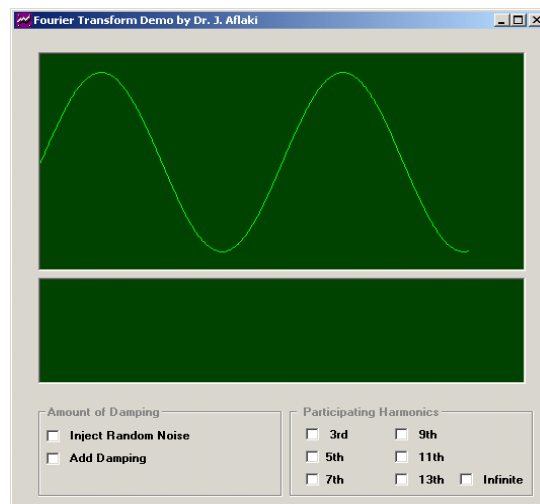 Fourier Transform Demo by Dr. J. Aflaki
Amount of Damping
Inject Random Noise
Add Damping
Participating Harmonics
3rd 9th
5th 11th
7th 13th Infinite